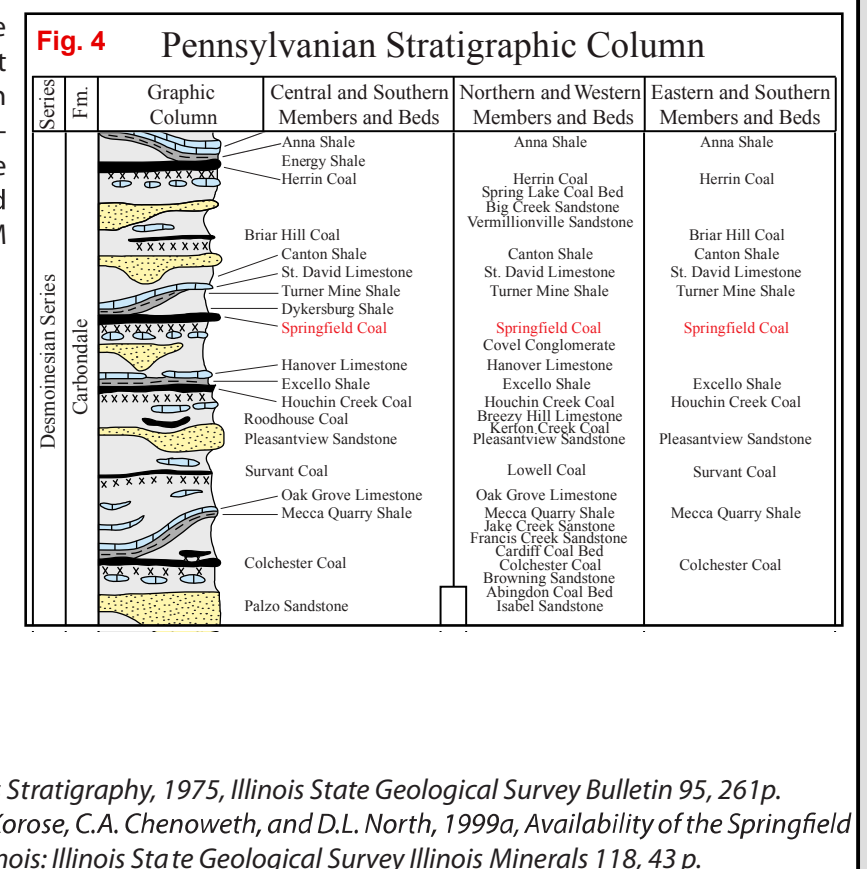 Fig. 4
Pennsylvanian Stratigraphic Column
Series
Fm.
Graphic
Column
Central and Southern
Members and Beds
Northern and Western
Members and Beds
Eastern and Southern
Members and Beds
Desmoinesian Series
Carbondale
Anna Shale
Energy Shale
Herrin Coal
Briar Hill Coal
Canton Shale
St. David Limestone
Turner Mine Shale
Dykersburg Shale
Springfield Coal
Hanover Limestone
Excello Shale
Houchin Creek Coal
Roodhouse Coal
Pleasantview Sandstone
Survant Coal
Oak Grove Limestone
Mecca Quarry Shale
Colchester Coal
Palzo Sandstone
Anna Shale
Herrin Coal
Spring Lake Coal Bed
Big Creek Sandstone
Vermillionville Sandstone
Canton Shale
St. David Limestone
Turner Mine Shale
Springfield Coal
Covel Conglomerate
Hanover Limestone
Excello Shale
Houchin Creek Coal
Breezy Hill Limestone
Kerton Creek Coal
Pleasantview Sandstone
Lowell Coal
Oak Grove Limestone
Mecca Quarry Shale
Jake Creek Sanstone
Francis Creek Sandstone
Cardiff Coal Bed
Colchester Coal
Browning Sandstone
Abingdon Coal Bed
Isabel Sandstone
Anna Shale
Herrin Coal
Briar Hill Coal
Canton Shale
St. David Limestone
Turner Mine Shale
Springfield Coal
Excello Shale
Houchin Creek Coal
Pleasantview Sandstone
Survant Coal
Mecca Quarry Shale
Colchester Coal
Stratigraphy, 1975, Illinois State Geological Survey Bulletin 95, 261p.
Korose, C.A. Chenoweth, and D.L. North, 1999a, Availability of the Springfield
nois: Illinois State Geological Survey Illinois Minerals 118, 43 p.